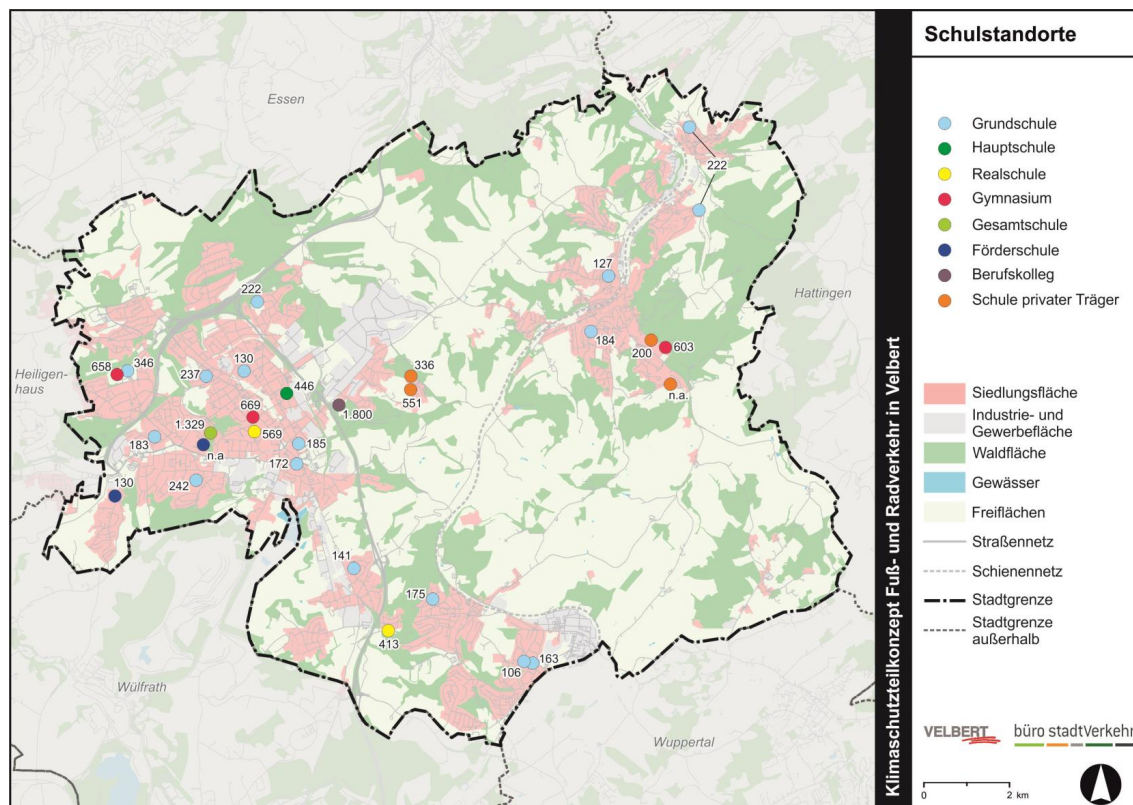 Essen
222
Hattingen
127
184
200
603
n.a.
222
346
658
130
237
Heiligen-
haus
446
336
551
1.800
669
1.329
569
183
n.a
185
172
130
242
141
175
413
106
163
Wülfrath
Wuppertal
Klimaschutzteilkonzept Fuß- und Radverkehr in Velbert
Schulstandorte
Grundschule
Hauptschule
Realschule
Gymnasium
Gesamtschule
Förderschule
Berufskolleg
Schule privater Träger
Siedlungsfläche
Industrie- und
Gewerbefläche
Waldfläche
Gewässer
Freiflächen
Straßennetz
Schienennetz
Stadtgrenze
Stadtgrenze
außerhalb
VELBERT
büro stadtVerkehr
0 2 km